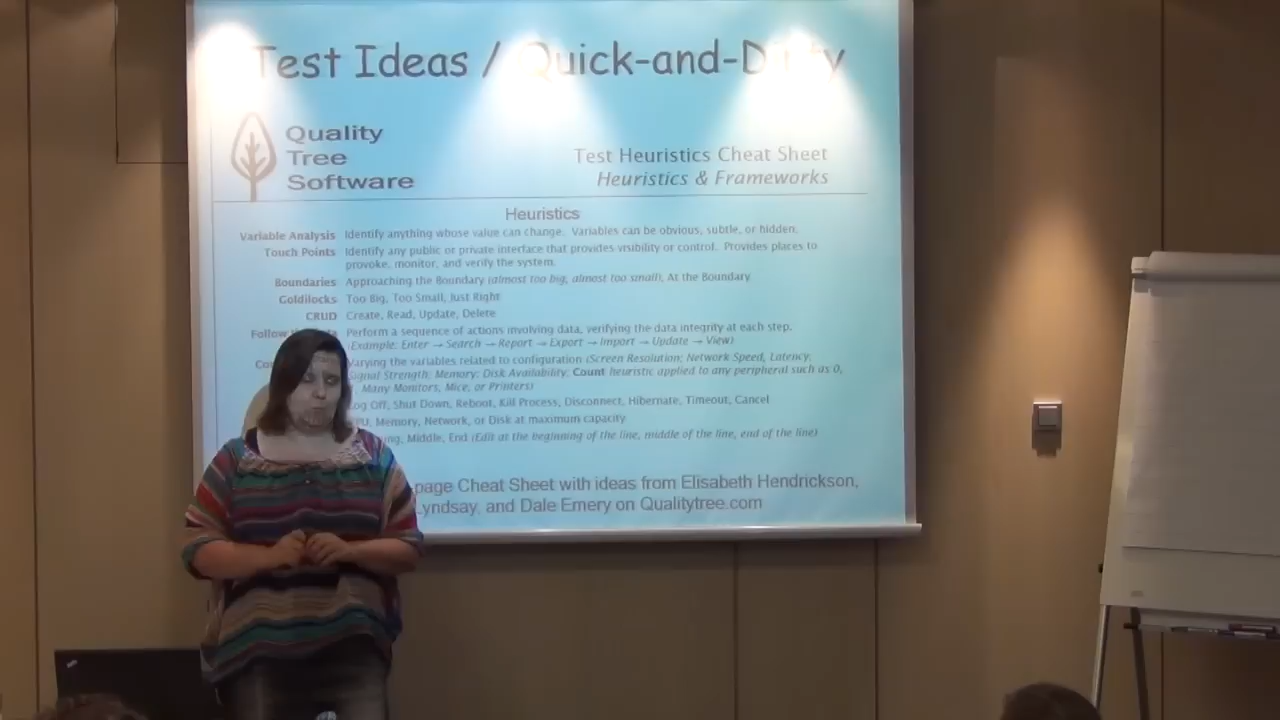 Test Ideas / Quick-and-Dirty
Quality
Tree
Software
Test Heuristics Cheat Sheet
Heuristics & Frameworks
Heuristics
Variable Analysis Identify anything whose value can change. Variables can be obvious, subtle, or hidden.
Touch Points Identify any public or private interface that provides visibility or control. Provides places to
provoke, monitor, and verify the system.
Boundaries Approaching the Boundary (almost too big, almost too small), At the Boundary
Goldilocks Too Big, Too Small, Just Right
CRUD Create, Read, Update, Delete
Follow Perform a sequence of actions involving data, verifying the data integrity at each step.
(Example: Enter → Search → Report → Export → Import → Update → View)
Varying the variables related to configuration (Screen Resolution; Network Speed, Latency,
Signal Strength; Memory; Disk Availability; Count heuristic applied to any peripheral such as 0,
Many Monitors, Mice, or Printers)
Log Off, Shut Down, Reboot, Kill Process, Disconnect, Hibernate, Timeout, Cancel
CPU, Memory, Network, or Disk at maximum capacity
Middle, End (Edit at the beginning of the line, middle of the line, end of the line)
page Cheat Sheet with ideas from Elisabeth Hendrickson,
Lyndsay, and Dale Emery on Qualitytree.com